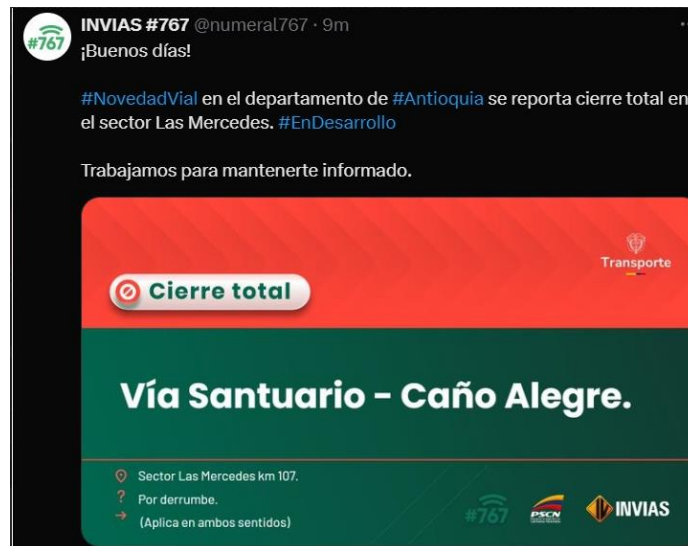 INVIAS #767 @numeral767 · 9m
#767
¡Buenos días!
#NovedadVial en el departamento de #Antioquia se reporta cierre total en
el sector Las Mercedes. #EnDesarrollo
Trabajamos para mantenerte informado.
Transporte
Cierre total
Vía Santuario - Caño Alegre.
Sector Las Mercedes km 107.
? Por derrumbe.
→ (Aplica en ambos sentidos)
#767
PSCN
INVIAS